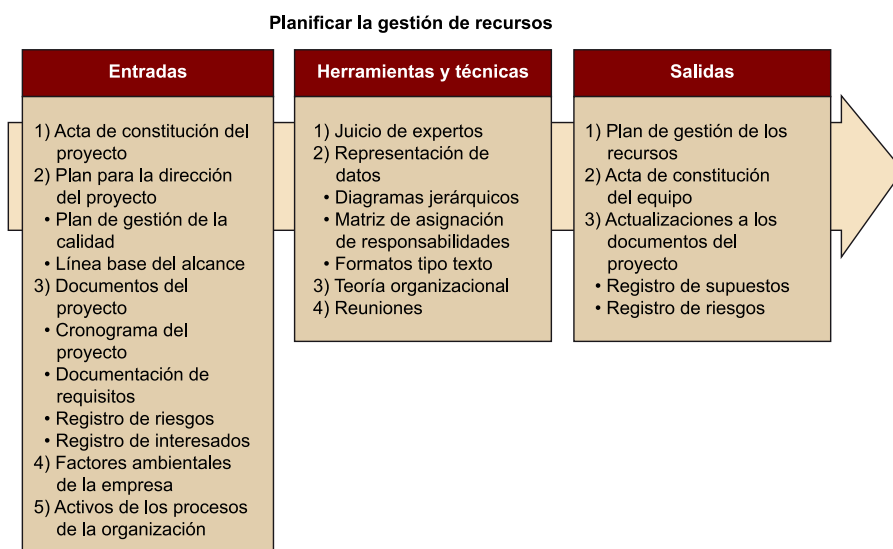 Planificar la gestión de recursos
Entradas
1) Acta de constitución del
proyecto
2) Plan para la dirección
del proyecto
• Plan de gestión de la
calidad
• Línea base del alcance
3) Documentos del
proyecto
• Cronograma del
proyecto
• Documentación de
requisitos
• Registro de riesgos
• Registro de interesados
4) Factores ambientales
de la empresa
5) Activos de los procesos
de la organización
Herramientas y técnicas
1) Juicio de expertos
2) Representación de
datos
• Diagramas jerárquicos
• Matriz de asignación
de responsabilidades
• Formatos tipo texto
3) Teoría organizacional
4) Reuniones
Salidas
1) Plan de gestión de los
recursos
2) Acta de constitución
del equipo
3) Actualizaciones a los
documentos del
proyecto
• Registro de supuestos
• Registro de riesgos